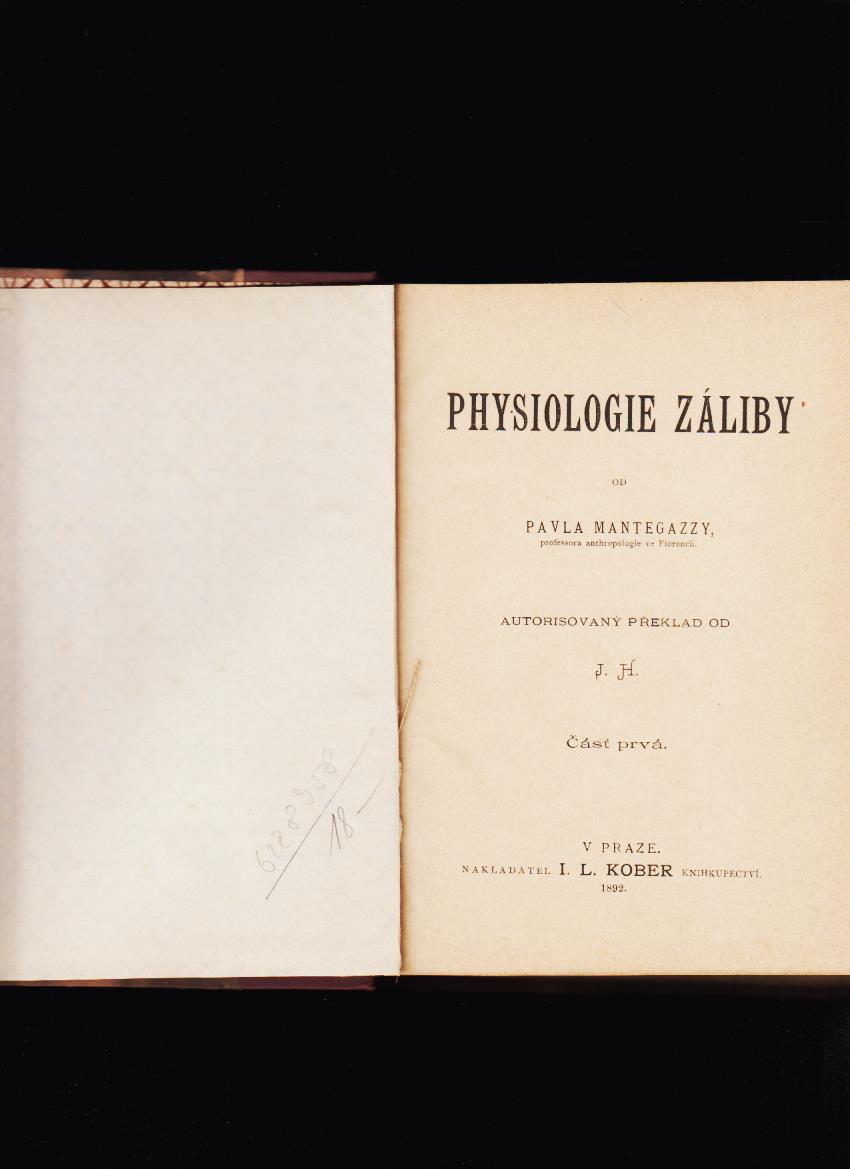 PHYSIOLOGIE ZÁLIBY
OD
PAVLA MANTEGAZZY,
professora anthropologie ve Fiorencii.
AUTORISOVANÝ PŘEKLAD OD
J. H.
Část prvá.
V PRAZE.
NAKLADATEL I. L. KOBER KNIHKUPECTVÍ.
1892.
18-